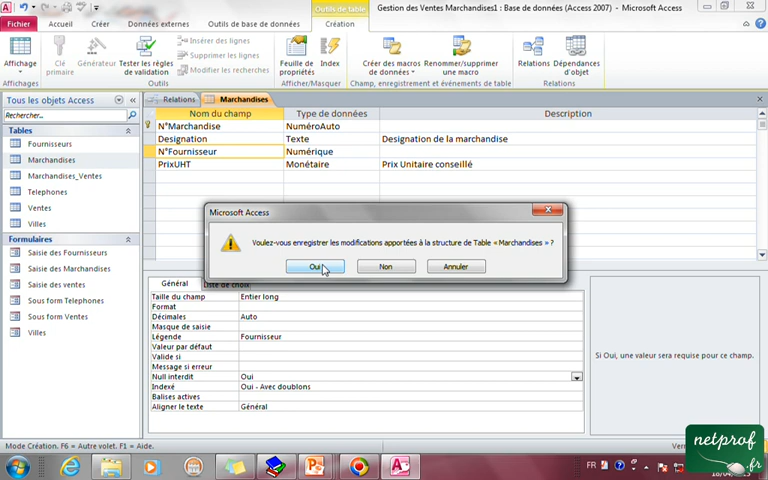 Outils de table
Gestion des Ventes Marchandises1 : Base de données (Access 2007) - Microsoft Access
Fichier Accueil Créer Données externes Outils de base de données Création
Affichage
Clé primaire
Générateur
Tester les règles de validation
Insérer des lignes
Supprimer les lignes
Modifier les recherches
Feuille de propriétés
Index
Créer des macros de données
Renommer/supprimer une macro
Relations
Dépendances d'objet
Affichage Outils Afficher/Masquer Champ, enregistrement et événements de table Relations
Tous les objets Access
Rechercher...
Tables
Fournisseurs
Marchandises
Marchandises_Ventes
Telephones
Ventes
Villes
Formulaires
Saisie des Fournisseurs
Saisie des Marchandises
Saisie des ventes
Sous form Telephones
Sous form Ventes
Villes
Relations Marchandises
Nom du champ Type de données Description
N°Marchandise NuméroAuto
Designation Texte Designation de la marchandise
N°Fournisseur Numérique
PrixUHT Monétaire Prix Unitaire conseillé
Microsoft Access
Voulez-vous enregistrer les modifications apportées à la structure de Table « Marchandises » ?
Oui Non Annuler
Général Liste de choix
Taille du champ Entier long
Format
Décimales Auto
Masque de saisie
Légende Fournisseur
Valeur par défaut
Valide si
Message si erreur
Null interdit Oui
Indexé Oui - Avec doublons
Balises actives
Aligner le texte Général
Si Oui, une valeur sera requise pour ce champ.
Mode Création. F6 = Autre volet. F1 = Aide.
FR
netprof
.fr